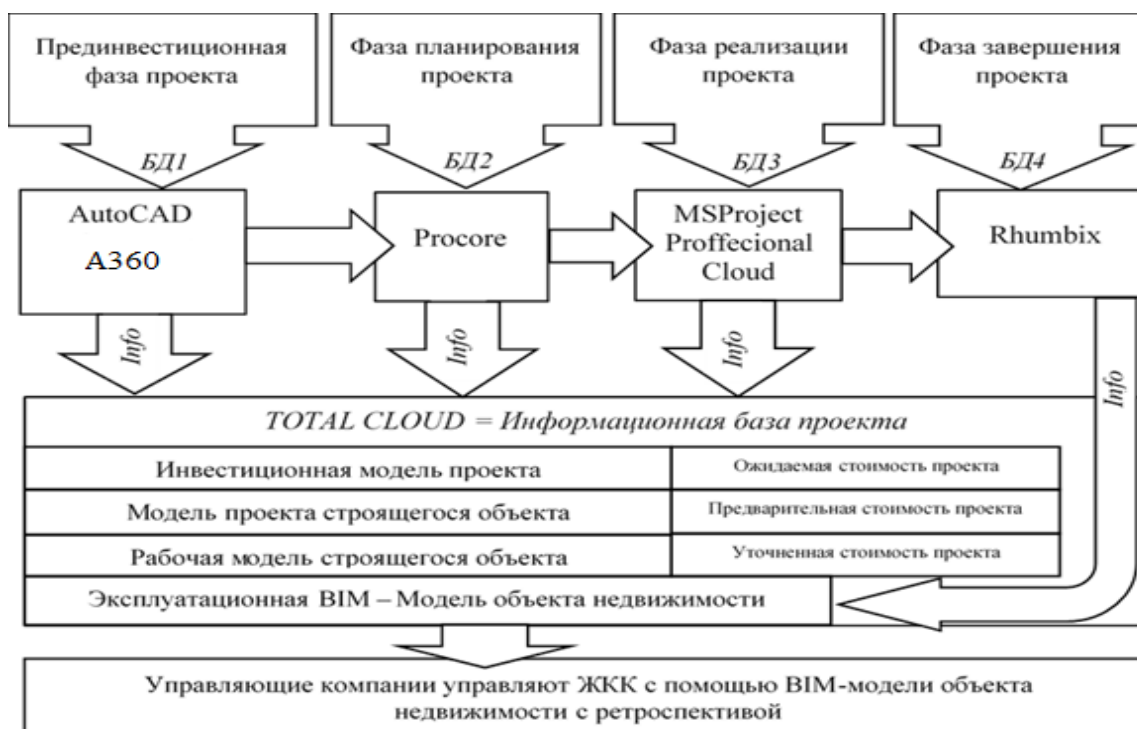 Прединвестиционная
фаза проекта
Фаза планирования
проекта
Фаза реализации
проекта
Фаза завершения
проекта
БД1
БД2
БД3
БД4
AutoCAD
A360
Procore
MSProject
Proffecional
Cloud
Rhumbix
Info
Info
Info
Info
TOTAL CLOUD = Информационная база проекта
Инвестиционная модель проекта
Ожидаемая стоимость проекта
Модель проекта строящегося объекта
Предварительная стоимость проекта
Рабочая модель строящегося объекта
Уточненная стоимость проекта
Эксплуатационная BIM – Модель объекта недвижимости
Управляющие компании управляют ЖКК с помощью BIM-модели объекта
недвижимости с ретроспективой